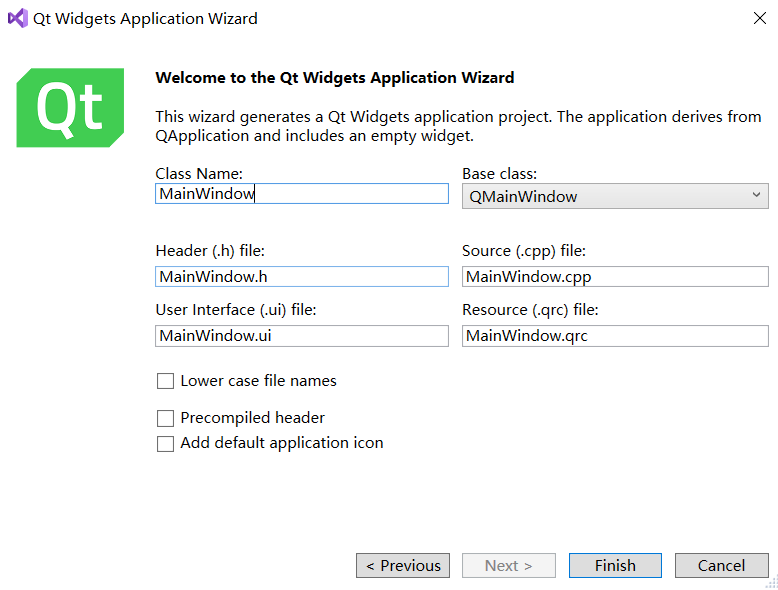 Qt Widgets Application Wizard
Qt
Welcome to the Qt Widgets Application Wizard
This wizard generates a Qt Widgets application project. The application derives from
QApplication and includes an empty widget.
Class Name:
Base class:
MainWindow
QMainWindow
Header (.h) file:
Source (.cpp) file:
MainWindow.h
MainWindow.cpp
User Interface (.ui) file:
Resource (.qrc) file:
MainWindow.ui
MainWindow.qrc
Lower case file names
Precompiled header
Add default application icon
< Previous
Next >
Finish
Cancel